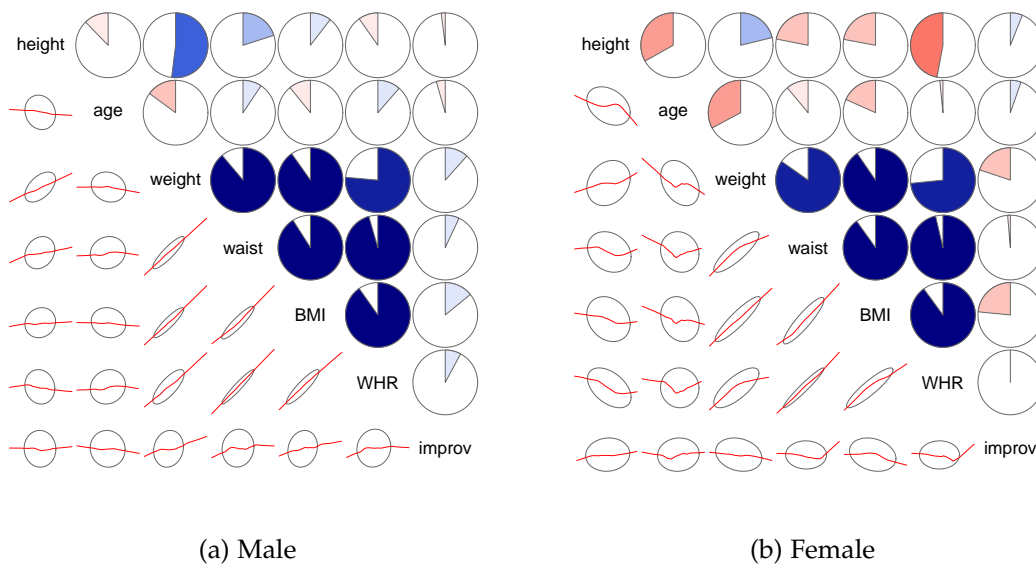 height
age
weight
waist
BMI
WHR
improv
(a) Male
height
age
weight
waist
BMI
WHR
improv
(b) Female